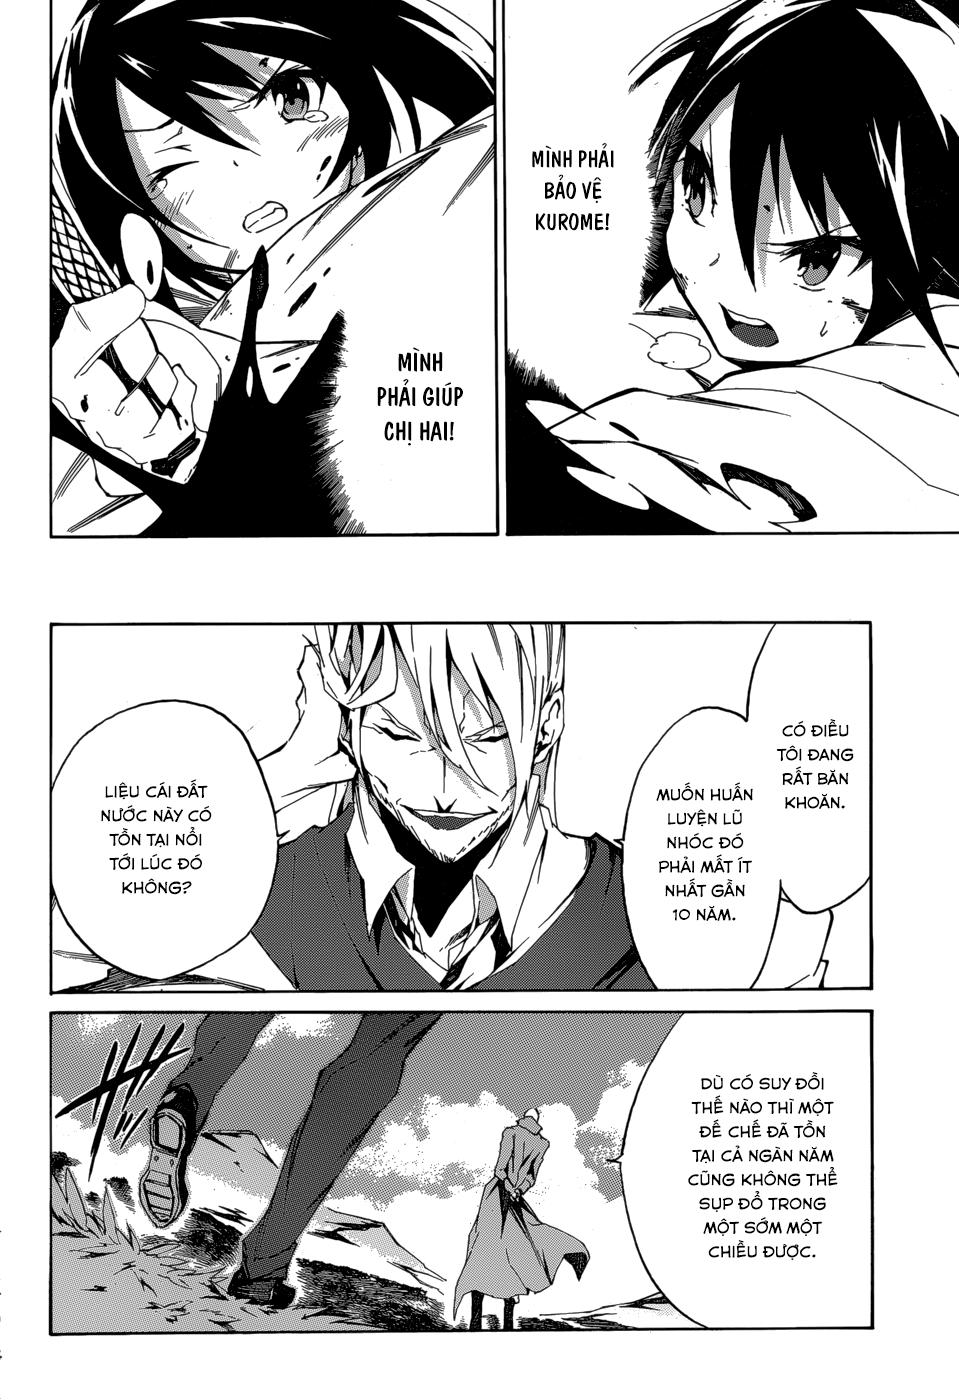 MÌNH PHẢI
BẢO VỆ
KUROME!
MÌNH
PHẢI GIÚP
CHỊ HAI!
CÓ ĐIỀU
TÔI ĐANG
RẤT BĂN
KHOĂN.
MUỐN HUẤN
LUYỆN LŨ
NHÓC ĐÓ
PHẢI MẤT ÍT
NHẤT GẦN
10 NĂM.
LIỆU CÁI ĐẤT
NƯỚC NÀY CÓ
TỒN TẠI NỔI
TỚI LÚC ĐÓ
KHÔNG?
DÙ CÓ SUY ĐỒI
THẾ NÀO THÌ MỘT
ĐẾ CHẾ ĐÃ TỒN
TẠI CẢ NGÀN NĂM
CŨNG KHÔNG THỂ
SỤP ĐỔ TRONG
MỘT SỚM MỘT
CHIỀU ĐƯỢC.